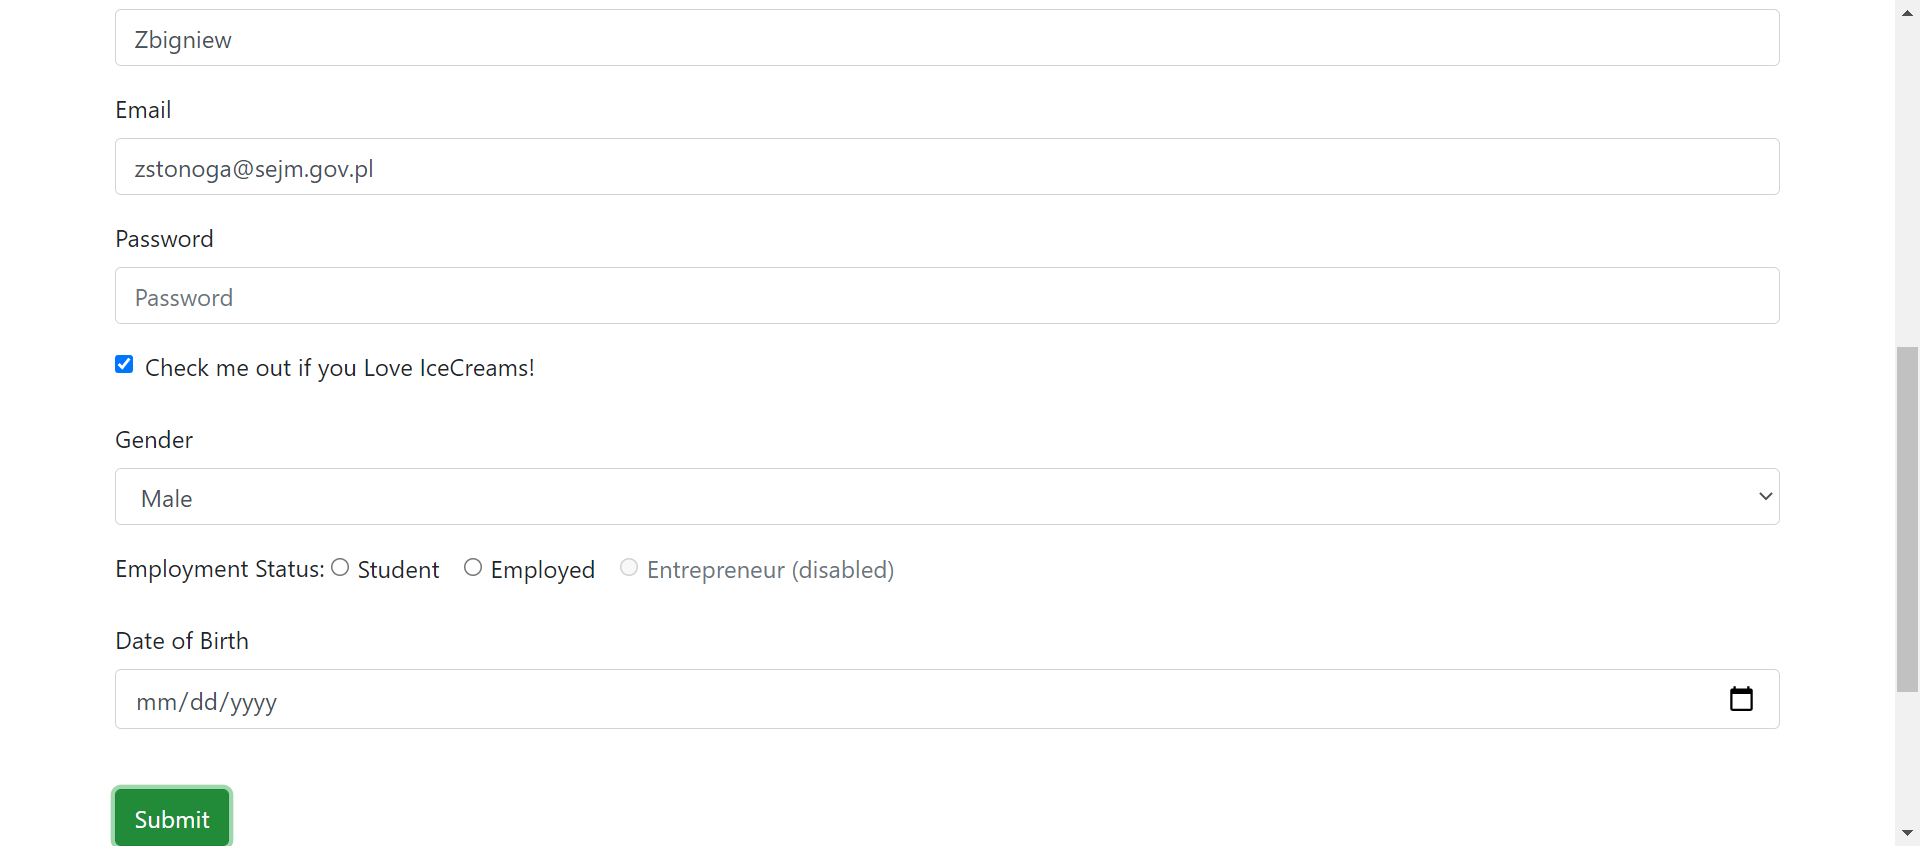 Zbigniew
Email
zstonoga@sejm.gov.pl
Password
Password
Check me out if you Love IceCreams!
Gender
Male
Employment Status: Student Employed Entrepreneur (disabled)
Date of Birth
mm/dd/yyyy
Submit